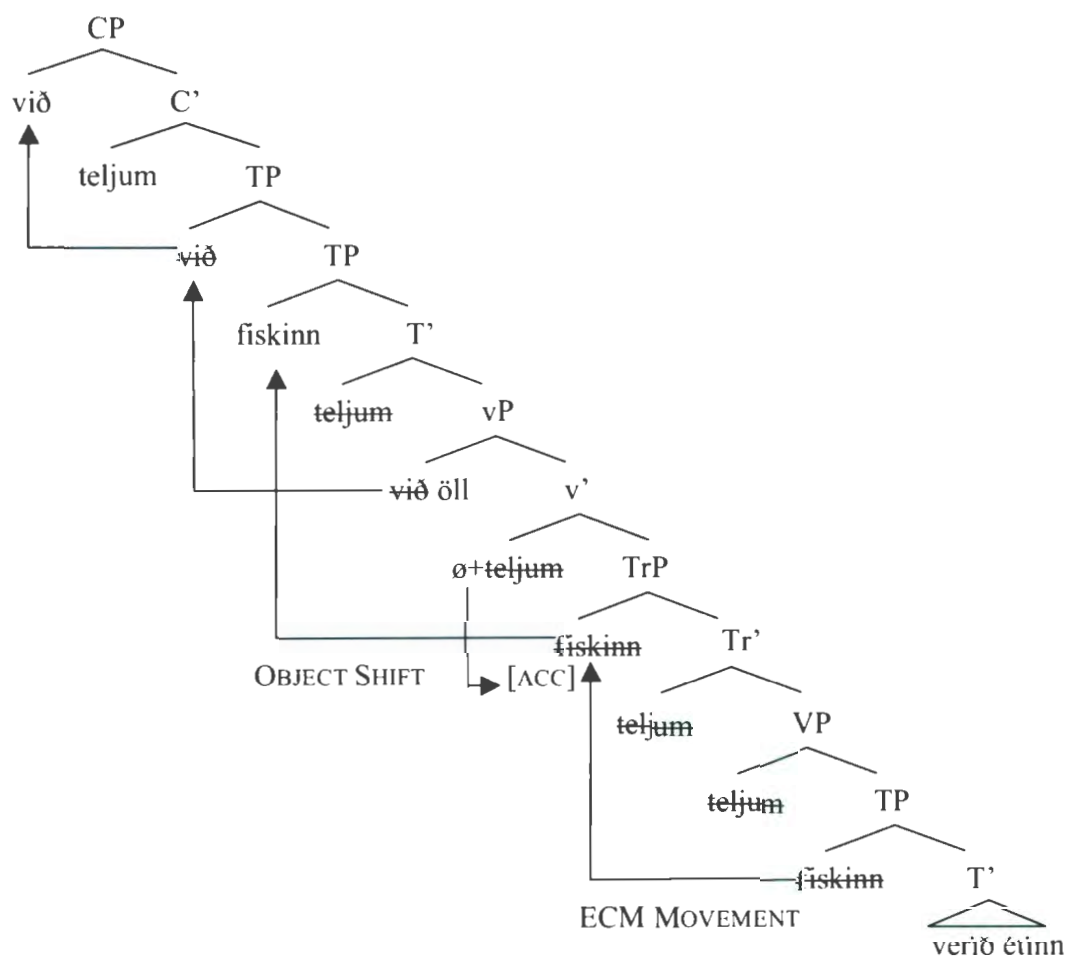 CP
við C’
teljum TP
við TP
fiskinn T’
teljum vP
við öll v’
ø+teljum TrP
fiskinn Tr’
OBJECT SHIFT [ACC]
teljum VP
teljum TP
fiskinn T’
ECM MOVEMENT
verið étinn